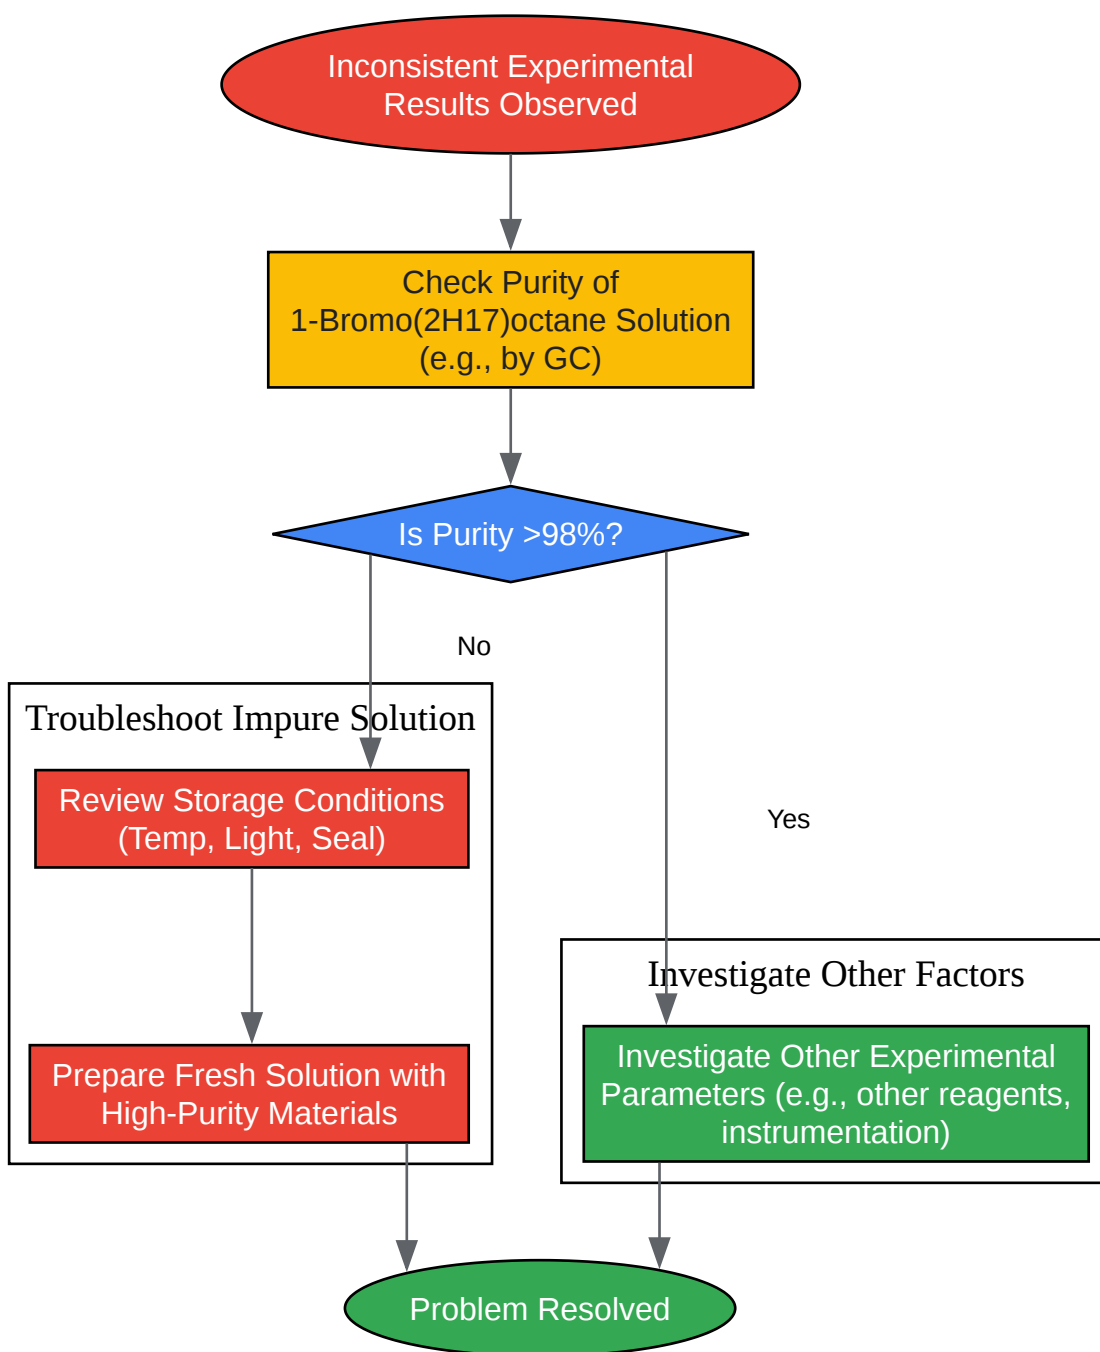 Inconsistent Experimental
Results Observed
Check Purity of
1-Bromo(2H17)octane Solution
(e.g., by GC)
Is Purity >98%?
No
Troubleshoot Impure Solution
Review Storage Conditions
(Temp, Light, Seal)
Prepare Fresh Solution with
High-Purity Materials
Yes
Investigate Other Factors
Investigate Other Experimental
Parameters (e.g., other reagents,
instrumentation)
Problem Resolved